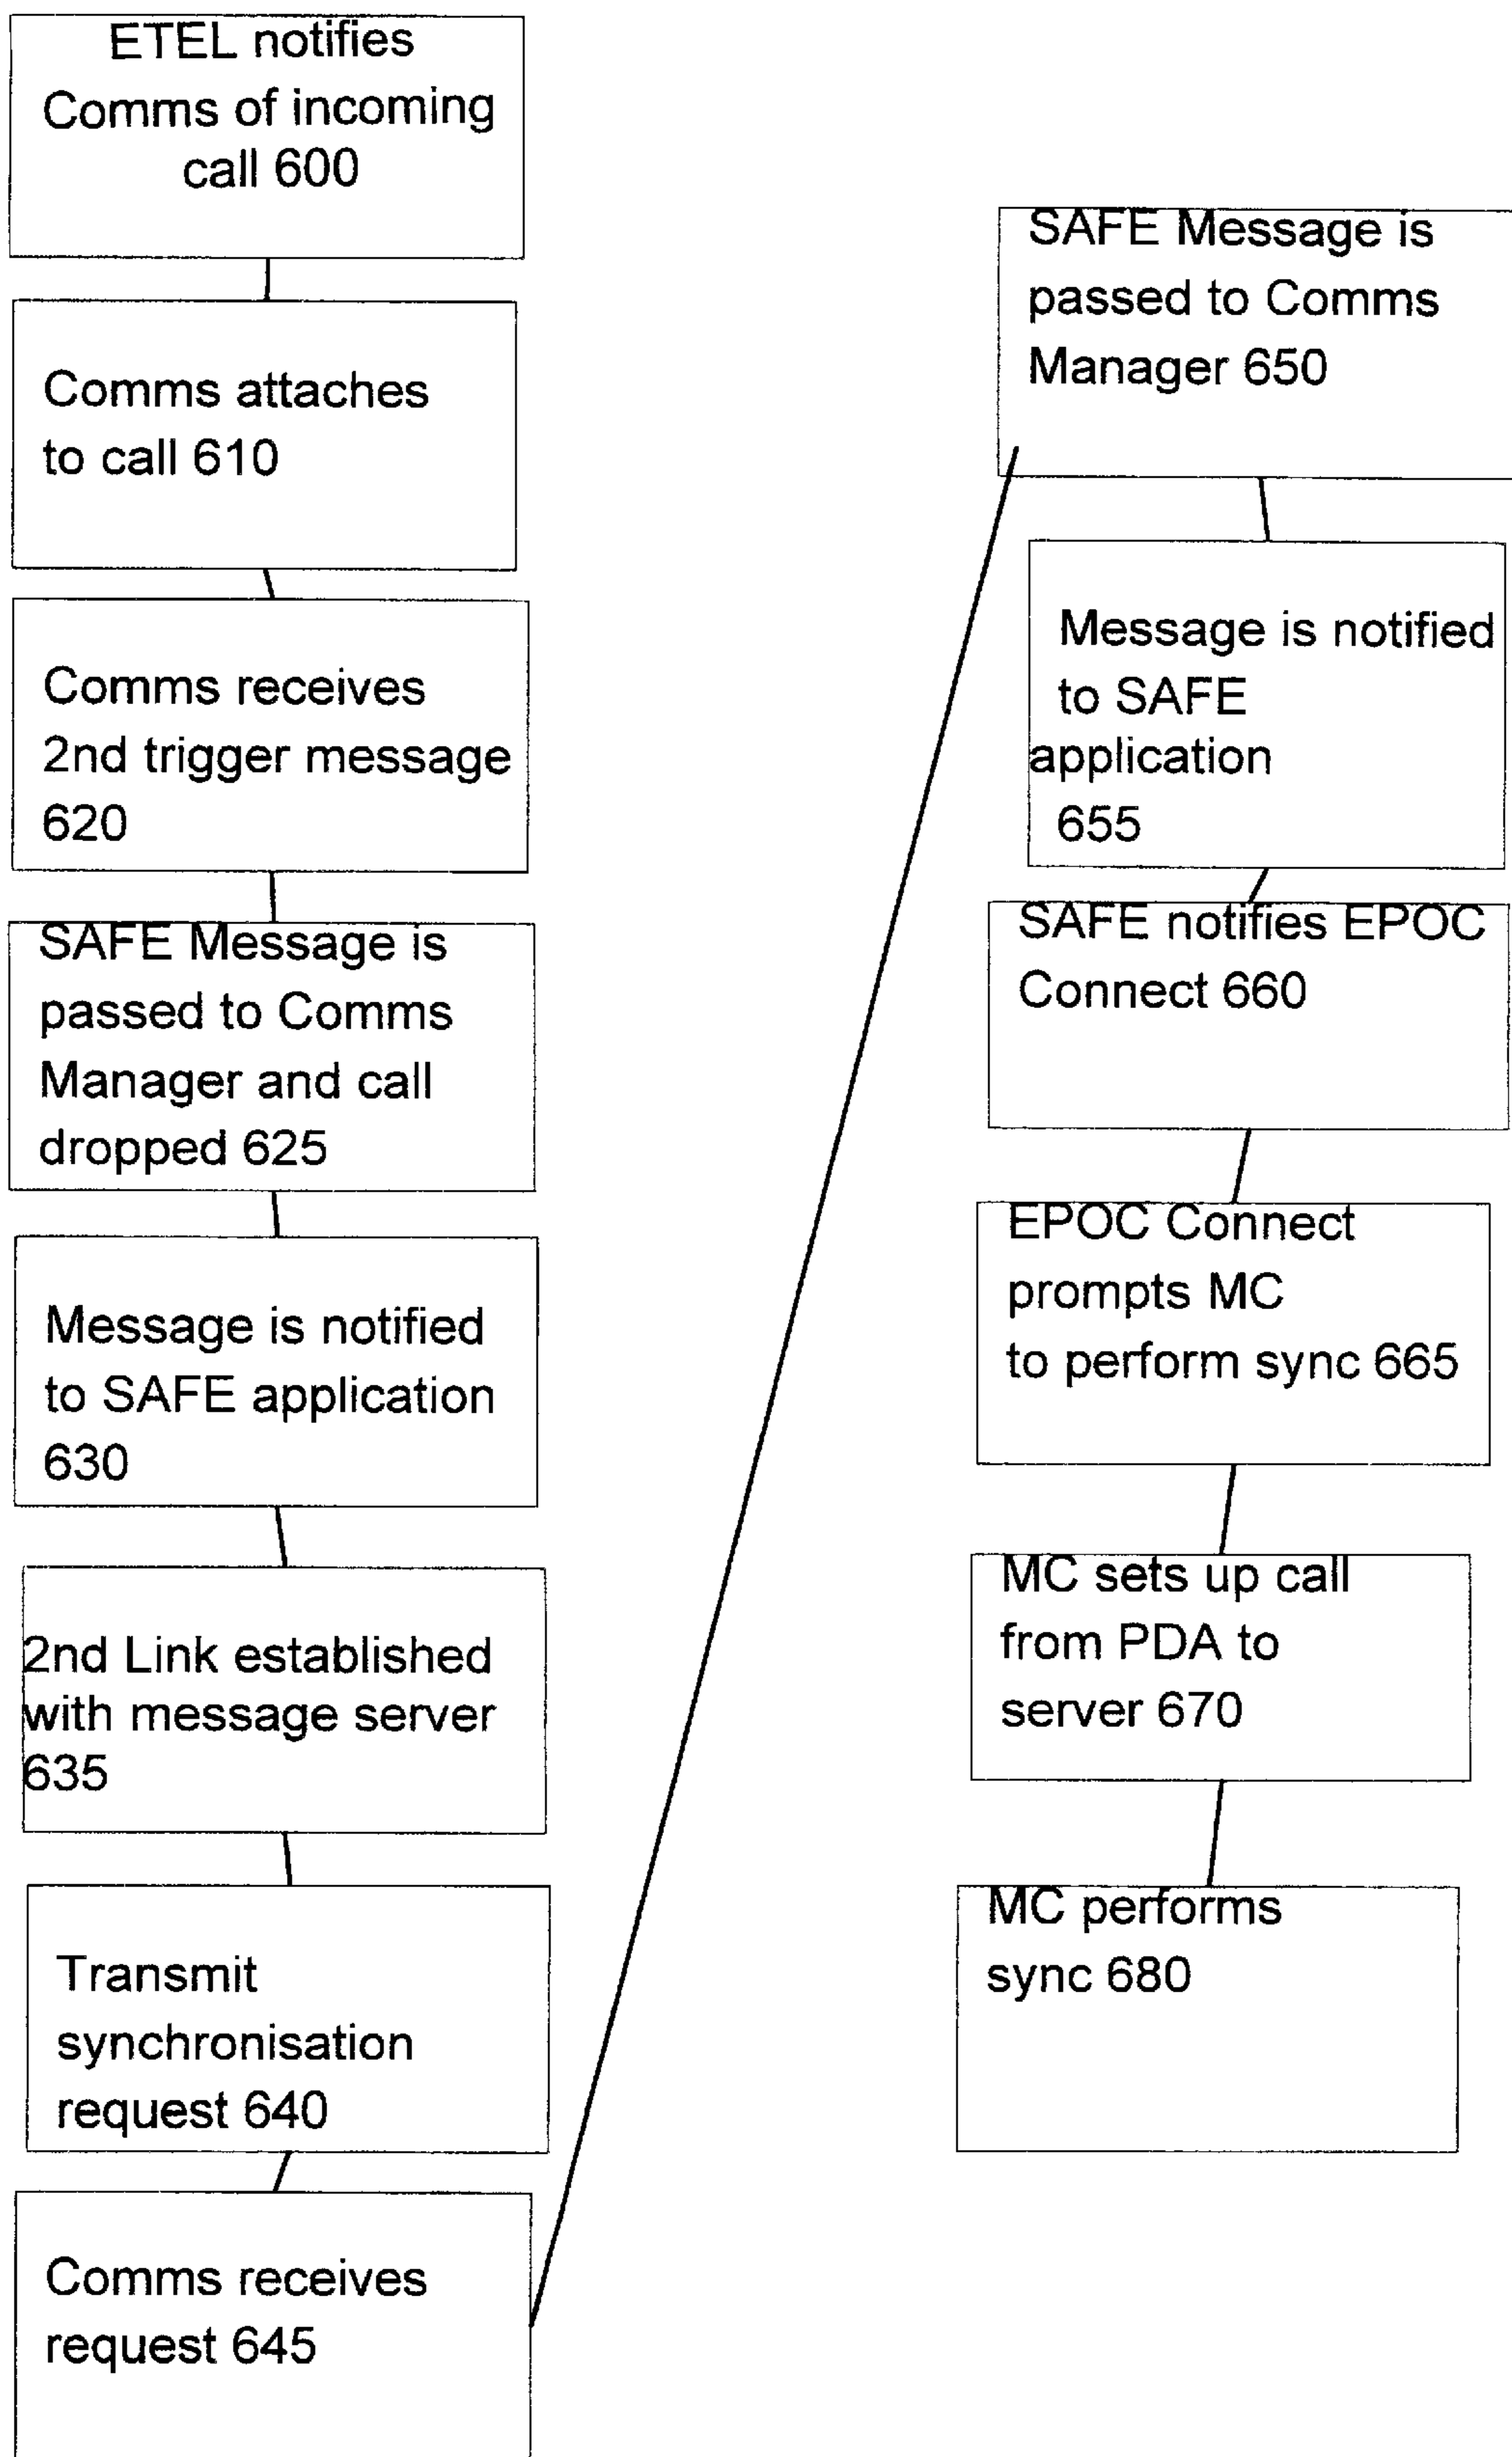 ETEL notifies
Comms of incoming
call 600
Comms attaches
to call 610
Comms receives
2nd trigger message
620
SAFE Message is
passed to Comms
Manager and call
dropped 625
Message is notified
to SAFE application
630
2nd Link established
with message server
635
Transmit
synchronisation
request 640
Comms receives
request 645
SAFE Message is
passed to Comms
Manager 650
Message is notified
to SAFE
application
655
SAFE notifies EPOC
Connect 660
EPOC Connect
prompts MC
to perform sync 665
MC sets up call
from PDA to
server 670
MC performs
sync 680